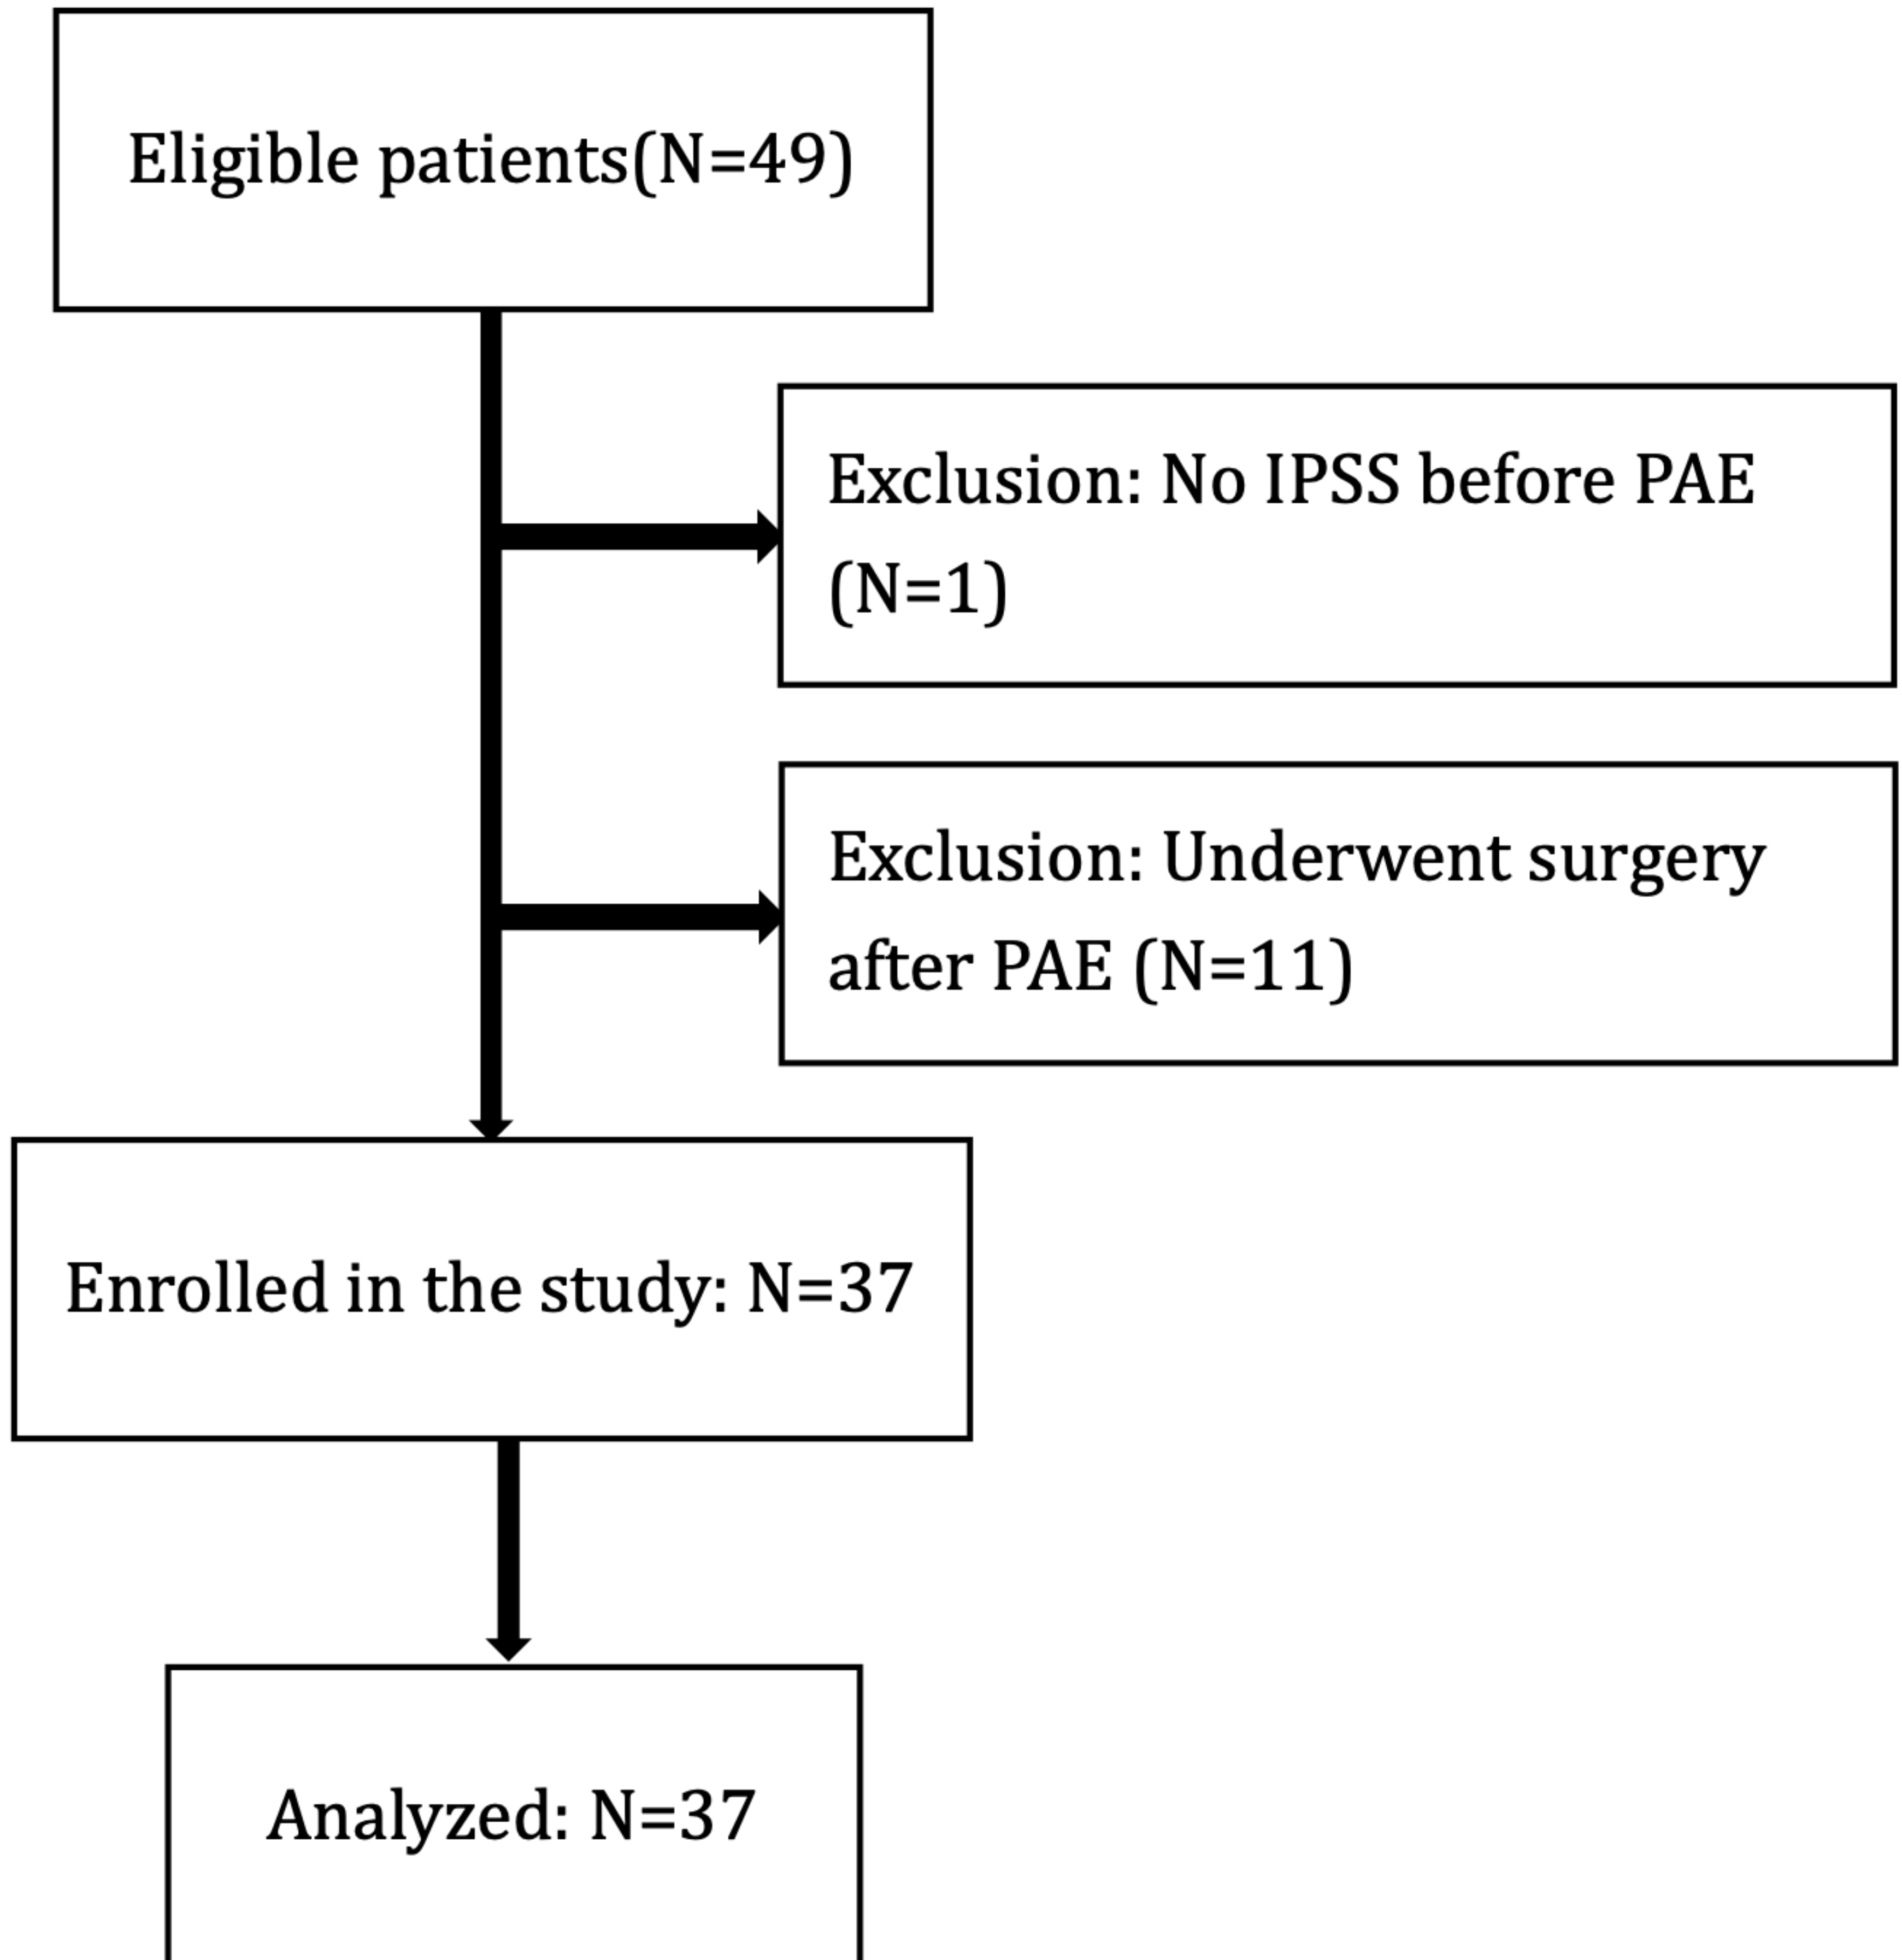 Eligible patients(N=49)
Exclusion: No IPSS before PAE
(N=1)
Exclusion: Underwent surgery
after PAE (N=11)
Enrolled in the study: N=37
Analyzed: N=37